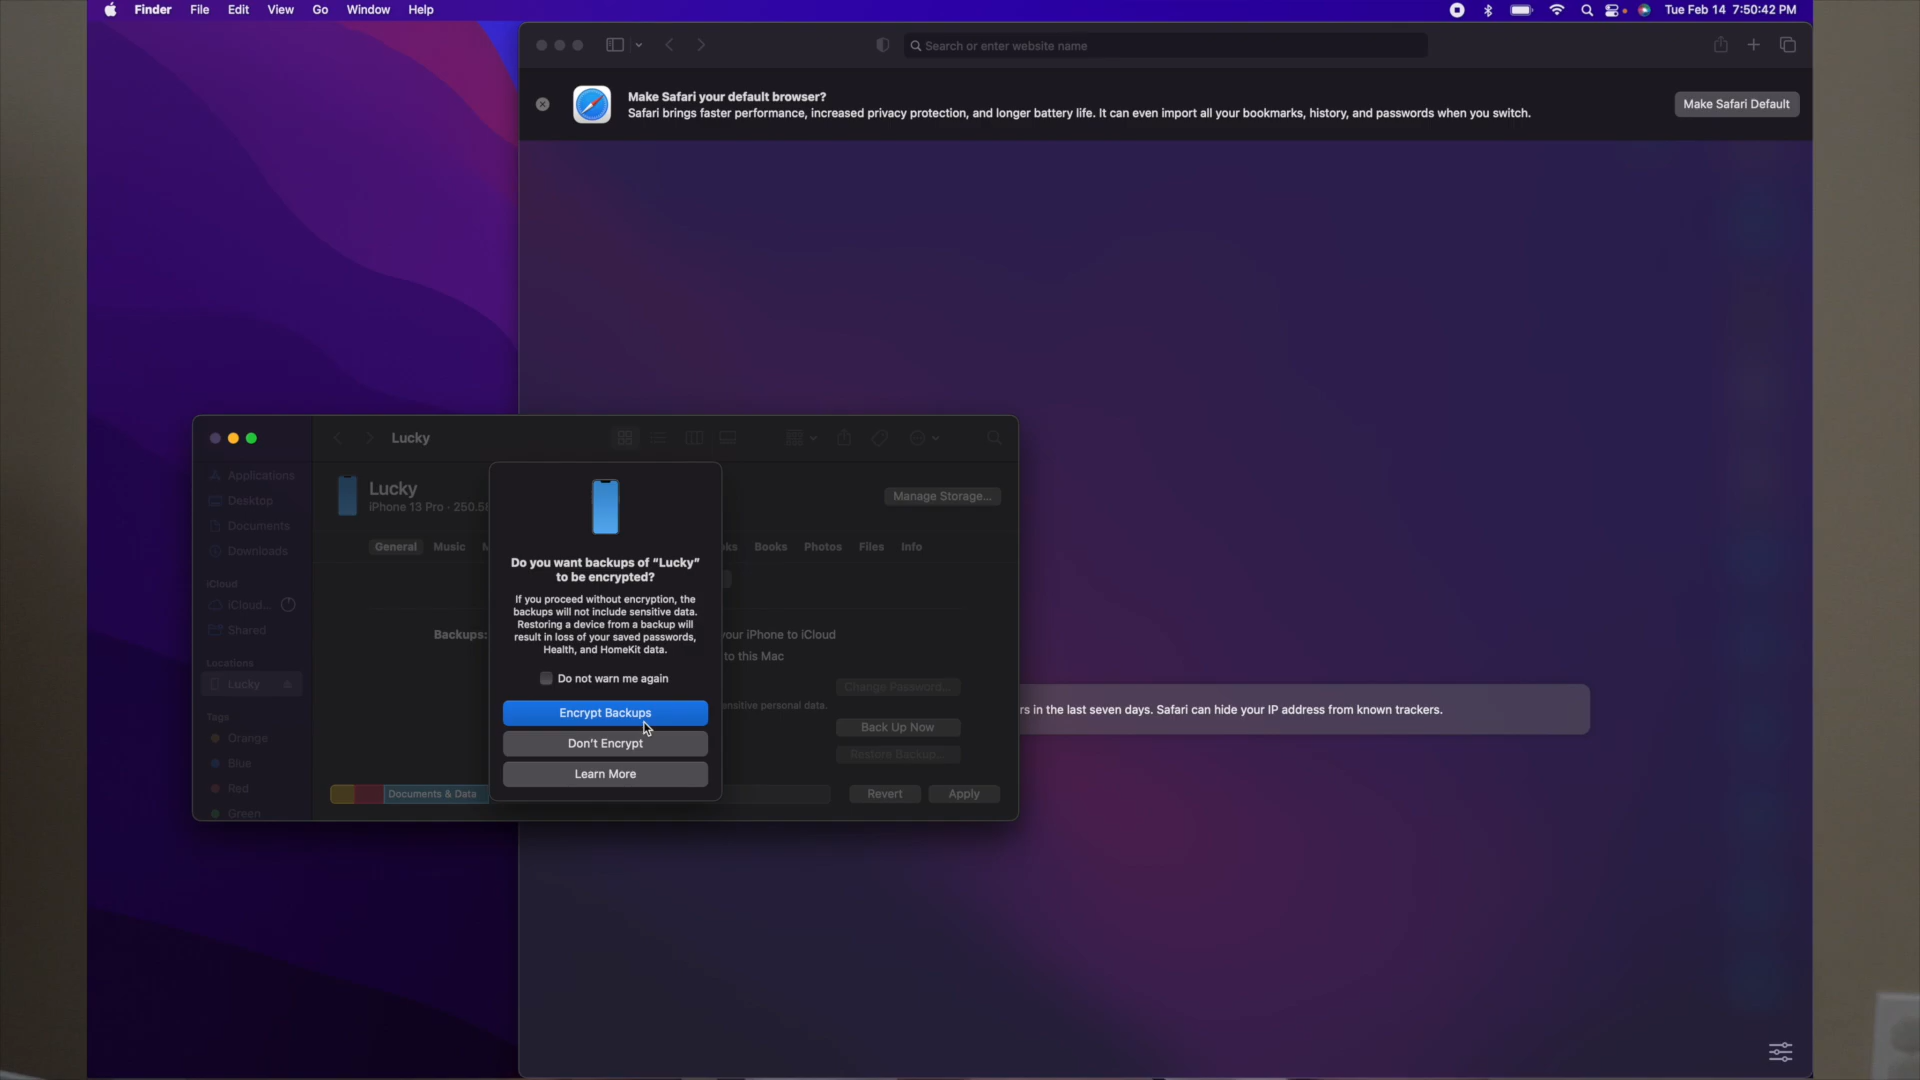 Finder File Edit View Go Window Help
Tue Feb 14 7:50:42 PM
Search or enter website name
Make Safari your default browser?
Safari brings faster performance, increased privacy protection, and longer battery life. It can even import all your bookmarks, history, and passwords when you switch.
Make Safari Default
Lucky
Applications
Desktop
Documents
Downloads
iCloud
iCloud...
Shared
Locations
Lucky
Tags
Orange
Blue
Red
Green
Lucky
iPhone 13 Pro · 250.5
Manage Storage...
General Music M
Books Photos Files Info
Backups:
your iPhone to iCloud
to this Mac
Change Password...
ensitive personal data.
Back Up Now
Restore Backup...
Documents & Data
Revert Apply
Do you want backups of “Lucky”
to be encrypted?
If you proceed without encryption, the
backups will not include sensitive data.
Restoring a device from a backup will
result in loss of your saved passwords,
Health, and HomeKit data.
Do not warn me again
Encrypt Backups
Don’t Encrypt
Learn More
rs in the last seven days. Safari can hide your IP address from known trackers.